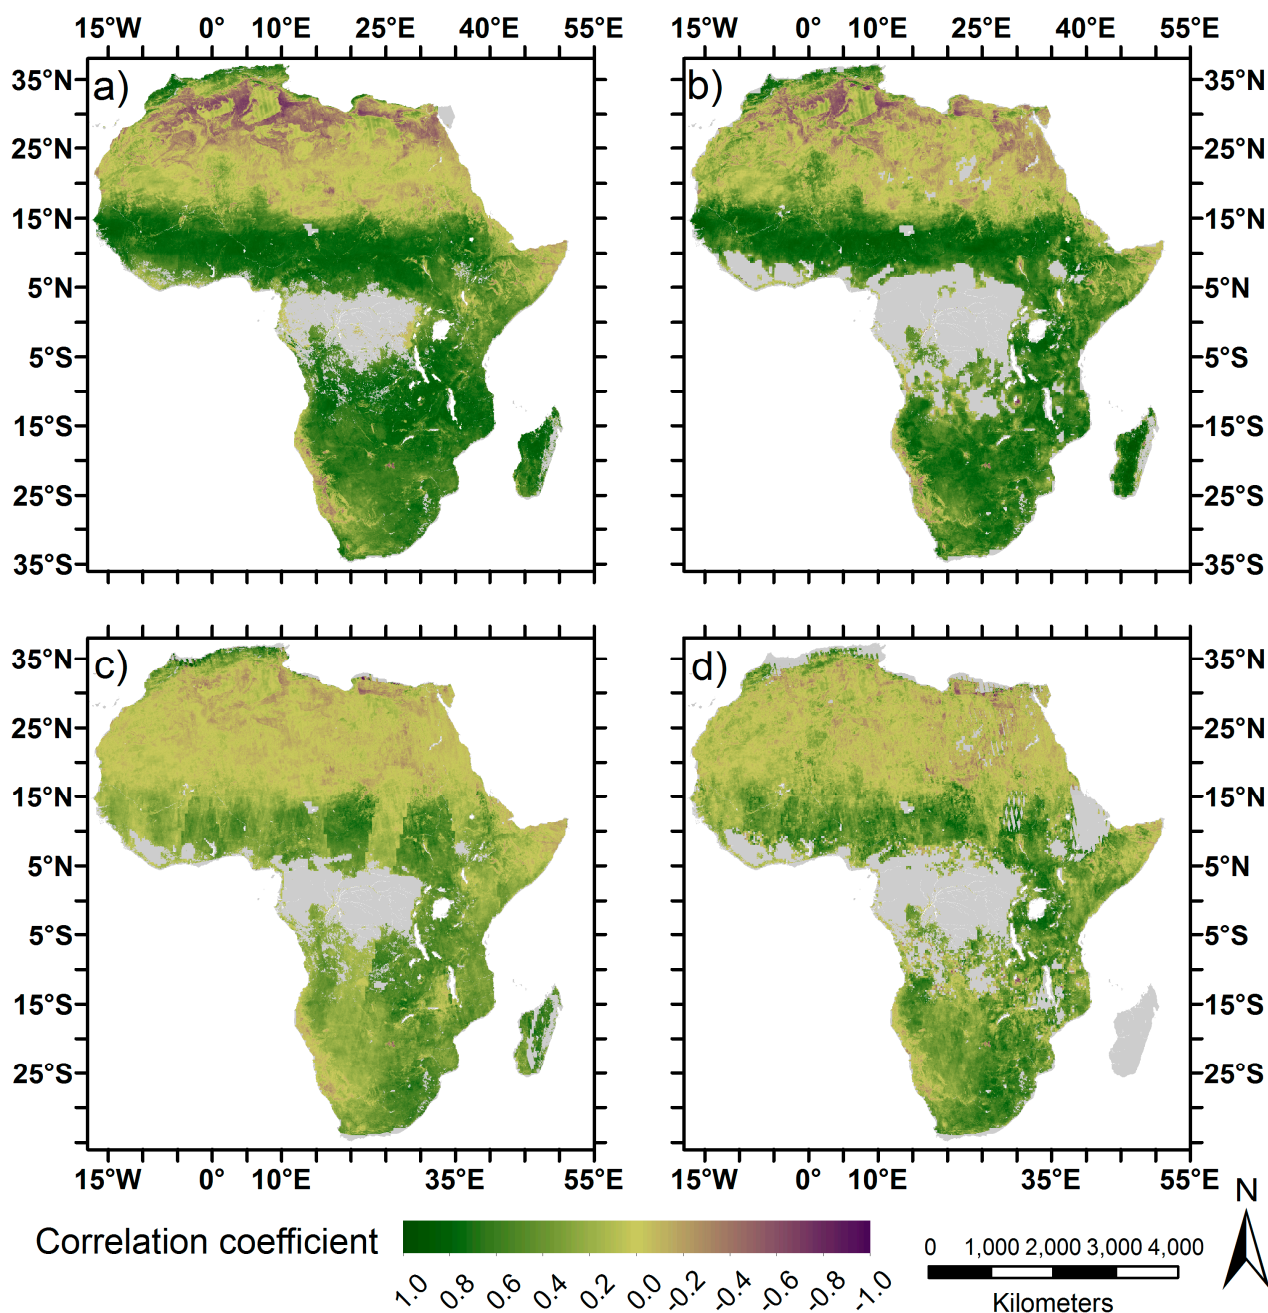 15°W 0° 10°E 25°E 40°E 55°E 15°W 0° 10°E 25°E 40°E 55°E
a) b)
35°N 35°N
25°N 25°N
15°N 15°N
5°N 5°N
5°S 5°S
15°S 15°S
25°S 25°S
35°S 35°S
c) d)
35°N 35°N
25°N 25°N
15°N 15°N
5°N 5°N
5°S 5°S
15°S 15°S
25°S 25°S
15°W 0° 10°E 35°E 55°E 15°W 0° 10°E 35°E 55°E
N
Correlation coefficient
1.0 0.8 0.6 0.4 0.2 0.0 -0.2 -0.4 -0.6 -0.8 -1.0
0 1,000 2,000 3,000 4,000
Kilometers